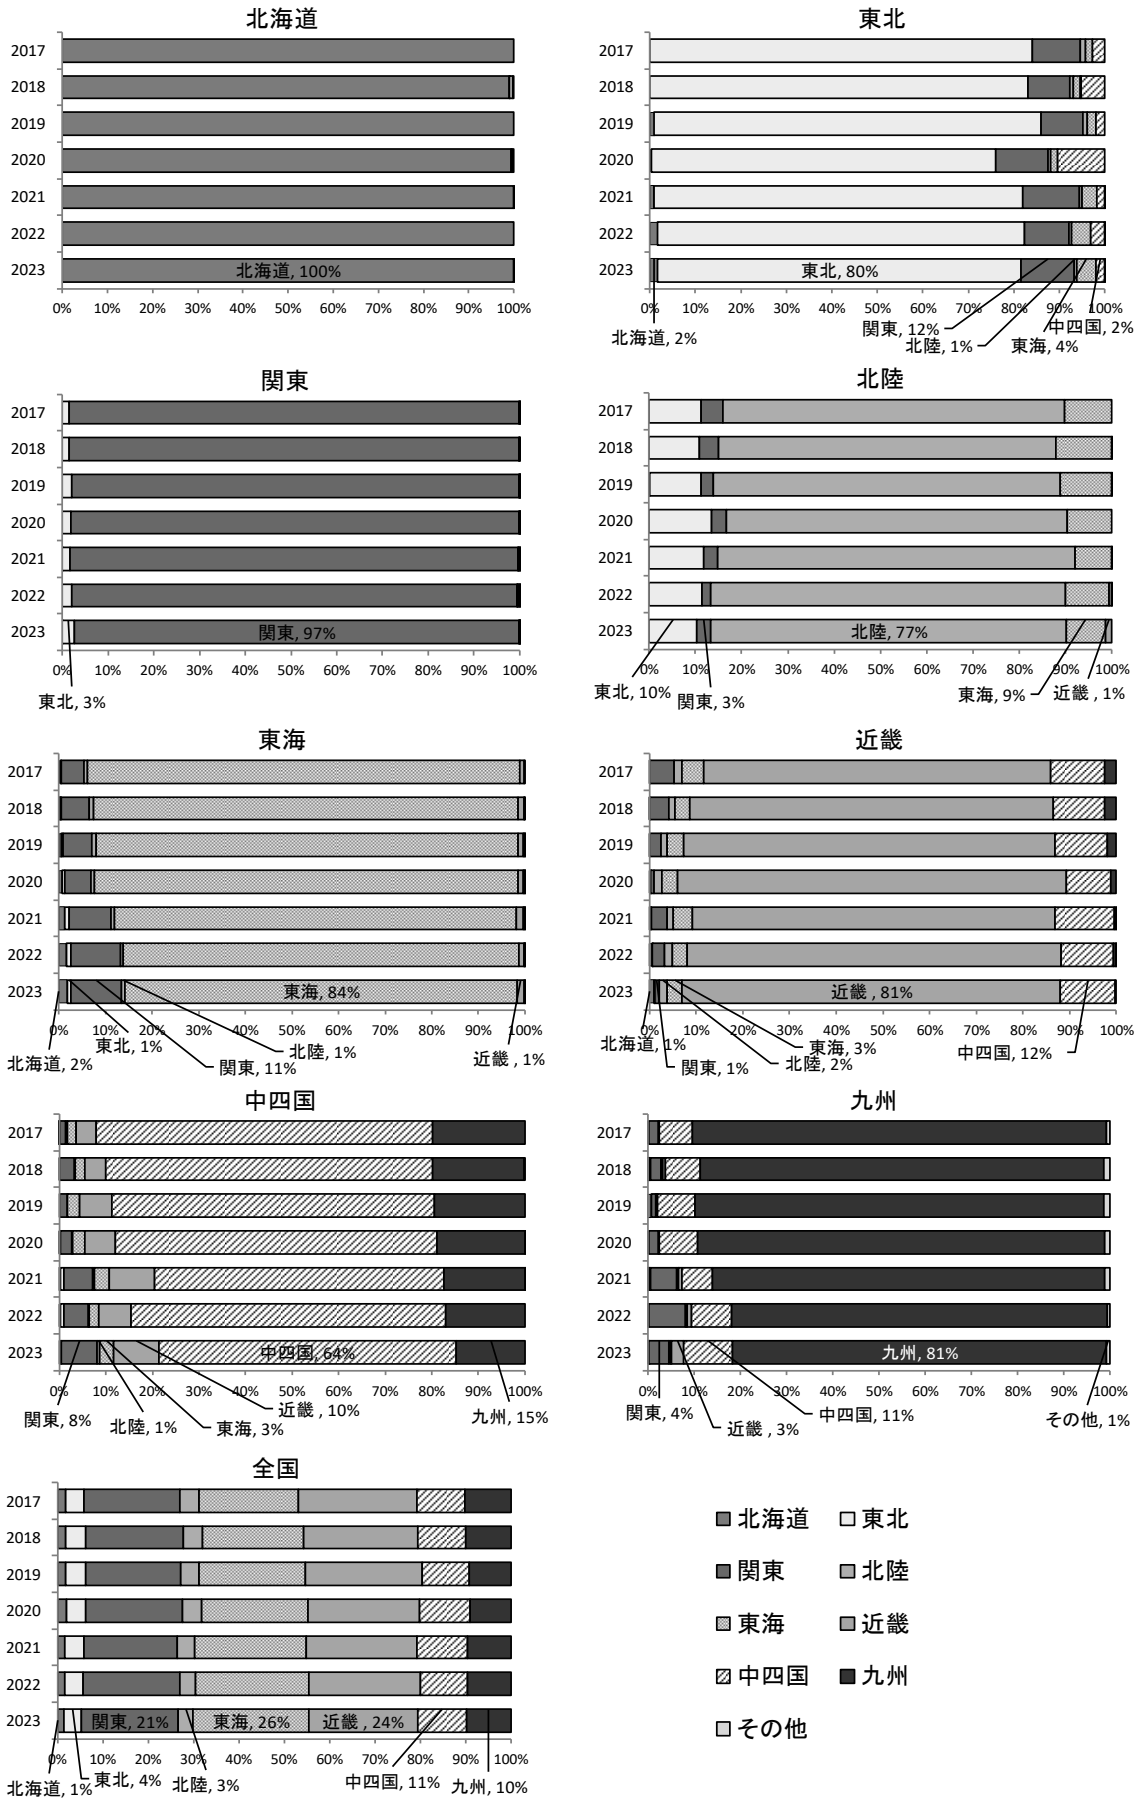 北海道
2017
2018
2019
2020
2021
2022
2023
北海道, 100%
0% 10% 20% 30% 40% 50% 60% 70% 80% 90% 100%
東北
2017
2018
2019
2020
2021
2022
2023
東北, 80%
0% 10% 20% 30% 40% 50% 60% 70% 80% 90% 100%
北海道, 2%
関東, 12%
北陸, 1%
東海, 4%
中四国, 2%
関東
2017
2018
2019
2020
2021
2022
2023
関東, 97%
0% 10% 20% 30% 40% 50% 60% 70% 80% 90% 100%
東北, 3%
北陸
2017
2018
2019
2020
2021
2022
2023
北陸, 77%
0% 10% 20% 30% 40% 50% 60% 70% 80% 90% 100%
東北, 10%
関東, 3%
東海, 9%
近畿 , 1%
東海
2017
2018
2019
2020
2021
2022
2023
東海, 84%
0% 10% 20% 30% 40% 50% 60% 70% 80% 90% 100%
北海道, 2%
東北, 1%
関東, 11%
北陸, 1%
近畿 , 1%
近畿
2017
2018
2019
2020
2021
2022
2023
近畿 , 81%
0% 10% 20% 30% 40% 50% 60% 70% 80% 90% 100%
北海道, 1%
関東, 1%
北陸, 2%
東海, 3%
中四国, 12%
中四国
2017
2018
2019
2020
2021
2022
2023
中四国, 64%
0% 10% 20% 30% 40% 50% 60% 70% 80% 90% 100%
関東, 8%
北陸, 1%
東海, 3%
近畿 , 10%
九州, 15%
九州
2017
2018
2019
2020
2021
2022
2023
九州, 81%
0% 10% 20% 30% 40% 50% 60% 70% 80% 90% 100%
関東, 4%
近畿 , 3%
中四国, 11%
その他, 1%
全国
2017
2018
2019
2020
2021
2022
2023
関東, 21% 東海, 26% 近畿 , 24%
0% 10% 20% 30% 40% 50% 60% 70% 80% 90% 100%
北海道, 1%
東北, 4%
北陸, 3%
中四国, 11%
九州, 10%
北海道 東北
関東 北陸
東海 近畿
中四国 九州
その他